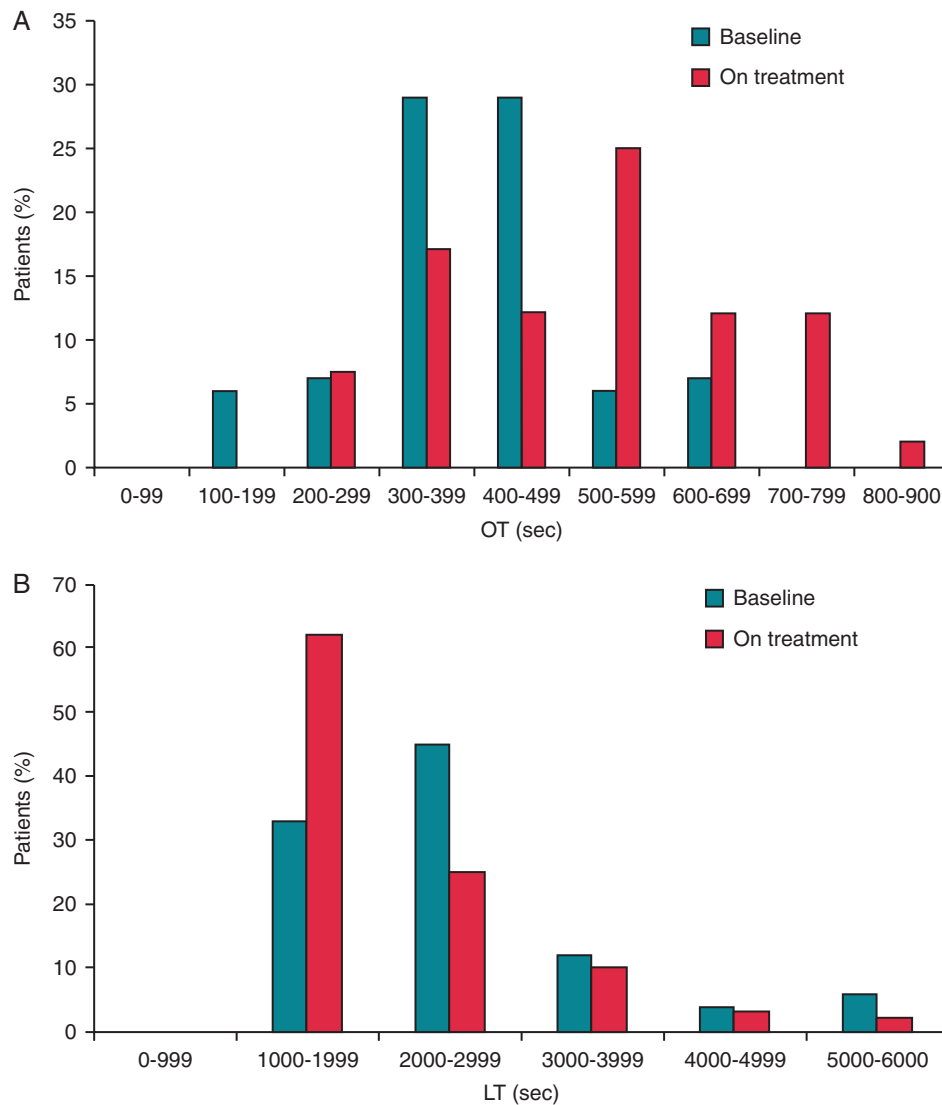 A
35
30
25
20
15
10
5
0
Patients (%)
Baseline
On treatment
0-99 100-199 200-299 300-399 400-499 500-599 600-699 700-799 800-900
OT (sec)
B
70
60
50
40
30
20
10
0
Patients (%)
Baseline
On treatment
0-999 1000-1999 2000-2999 3000-3999 4000-4999 5000-6000
LT (sec)